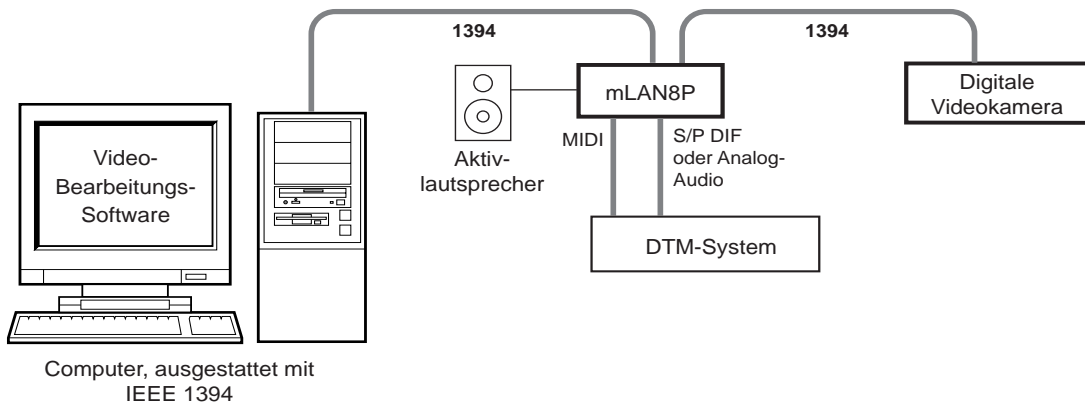 1394
1394
mLAN8P
Digitale
Videokamera
MIDI
S/P DIF
oder Analog-
Audio
Aktiv-
lautsprecher
Video-
Bearbeitungs-
Software
DTM-System
Computer, ausgestattet mit
IEEE 1394